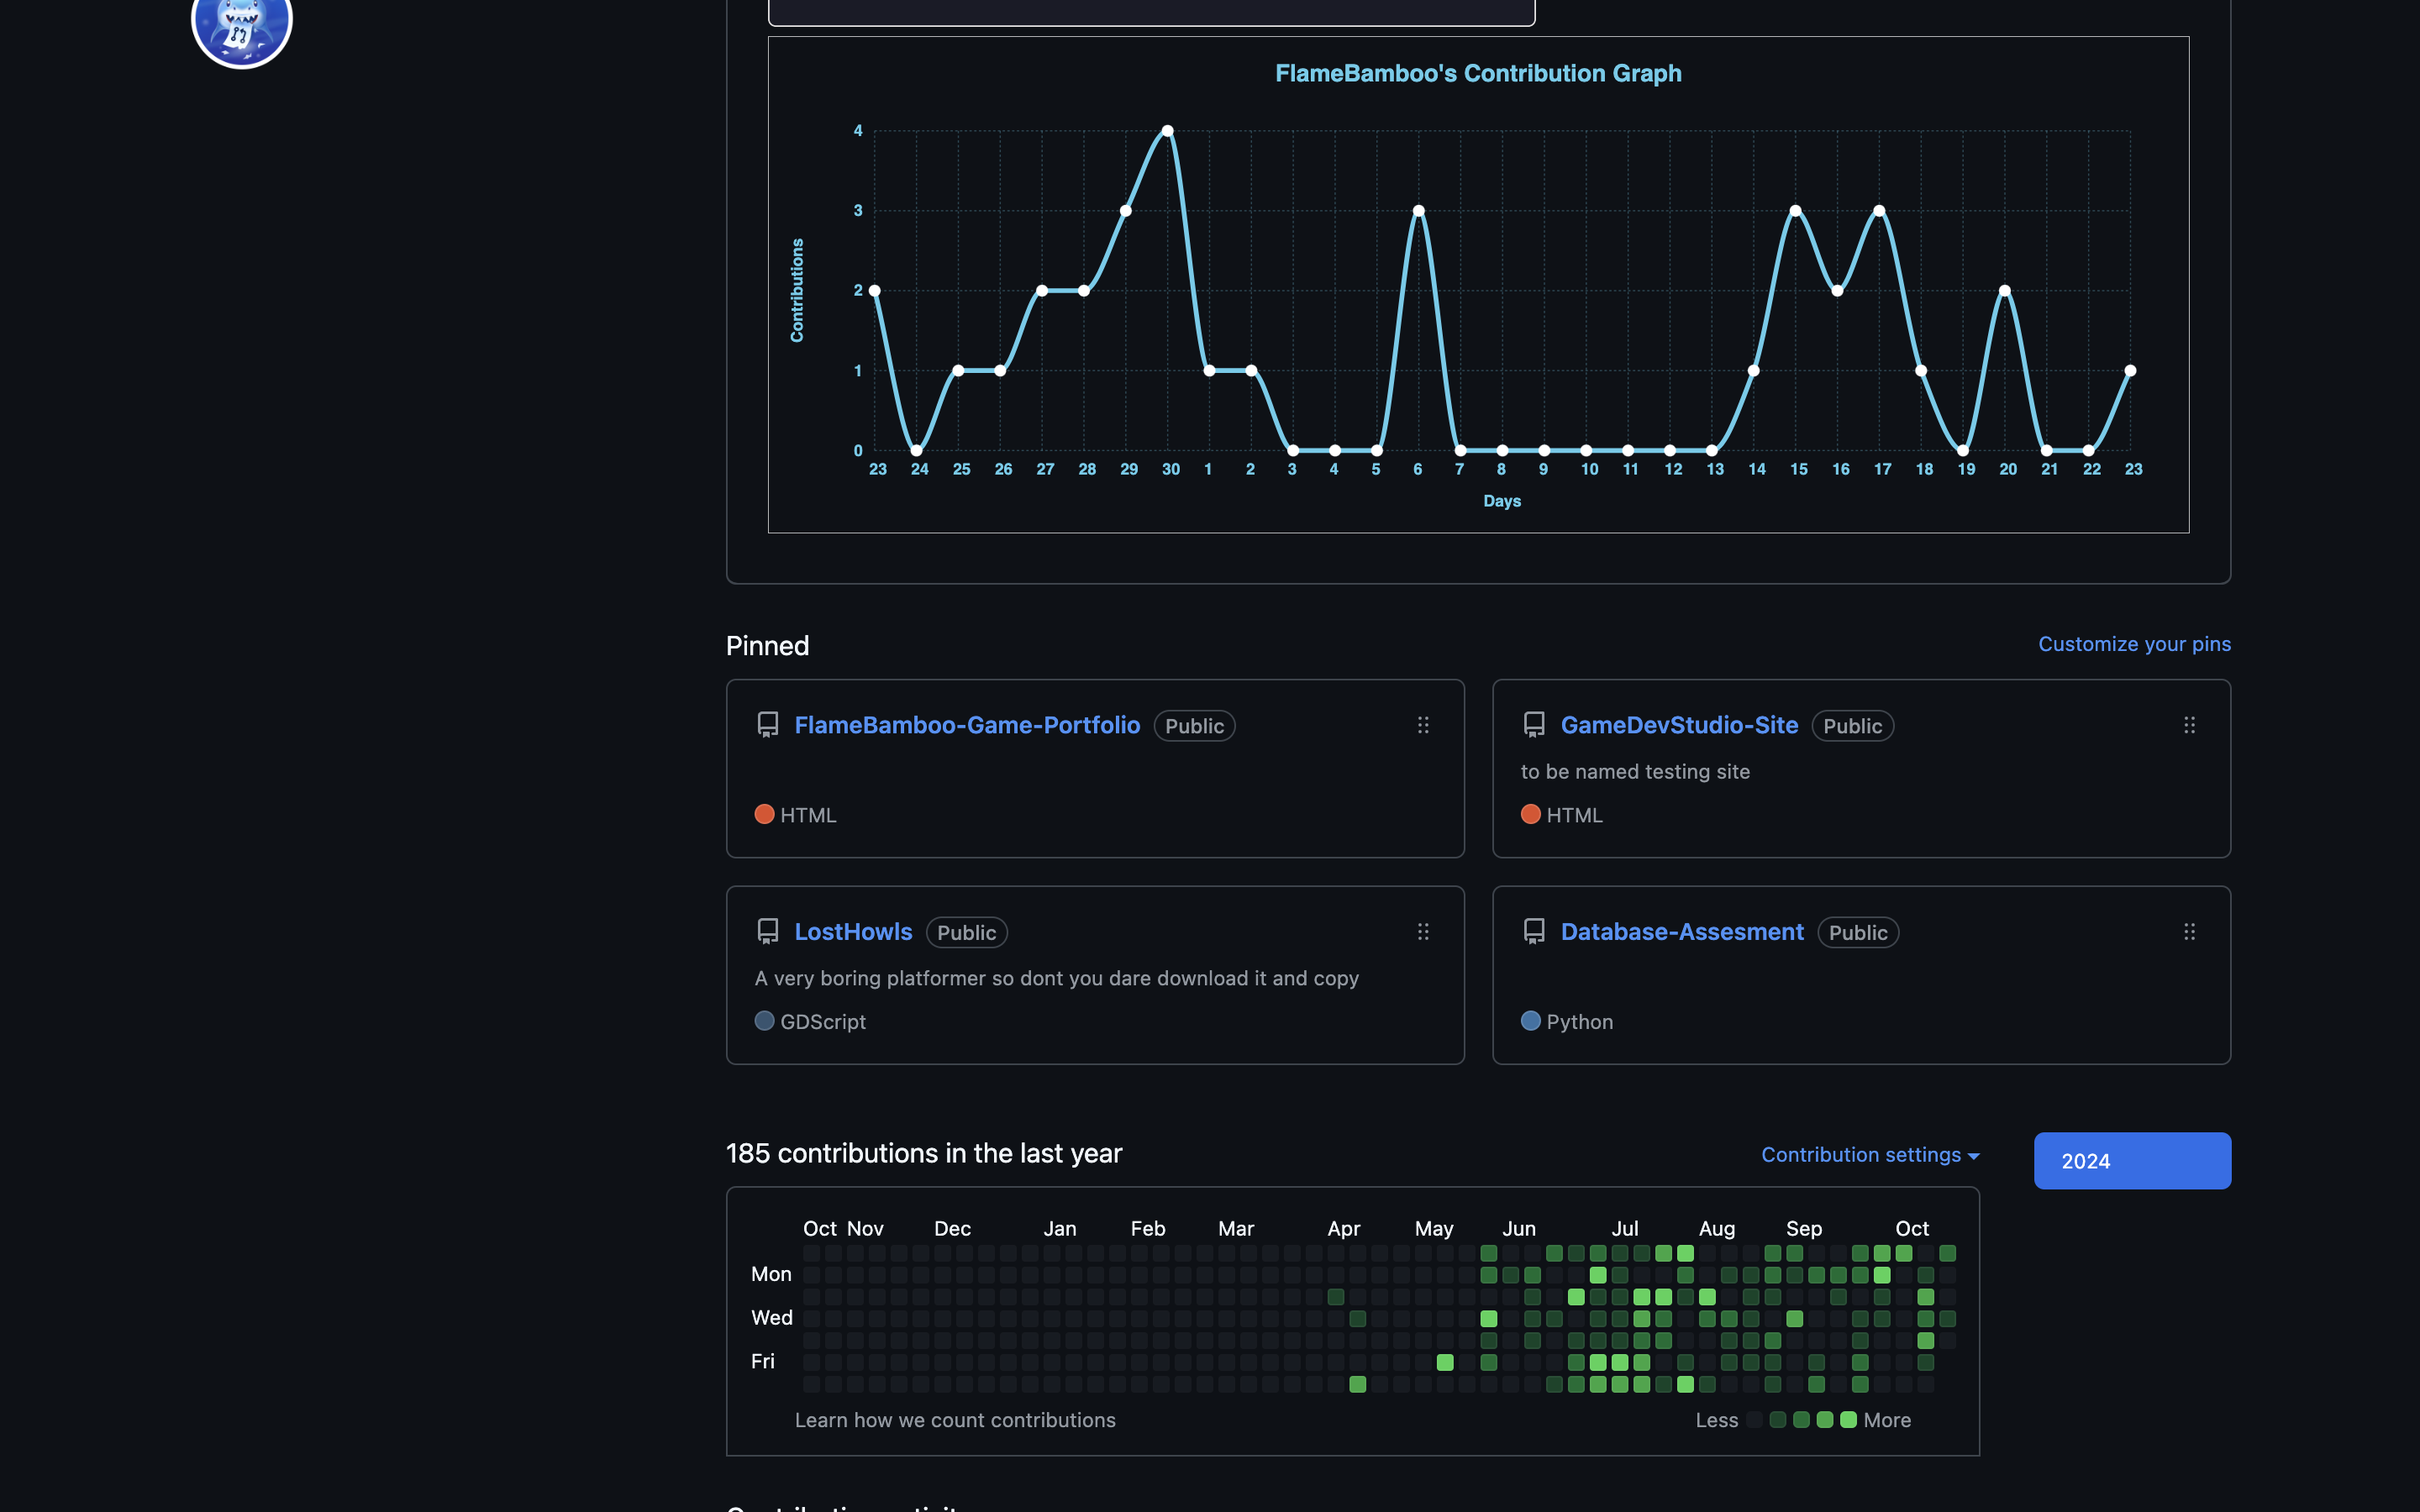 FlameBamboo's Contribution Graph
4
3
2
1
0
Contributions
23 24 25 26 27 28 29 30 1 2 3 4 5 6 7 8 9 10 11 12 13 14 15 16 17 18 19 20 21 22 23
Days
Pinned
Customize your pins
FlameBamboo-Game-Portfolio Public
HTML
GameDevStudio-Site Public
to be named testing site
HTML
LostHowls Public
A very boring platformer so dont you dare download it and copy
GDScript
Database-Assesment Public
Python
185 contributions in the last year
Contribution settings
2024
Oct Nov Dec Jan Feb Mar Apr May Jun Jul Aug Sep Oct
Mon
Wed
Fri
Learn how we count contributions
Less More